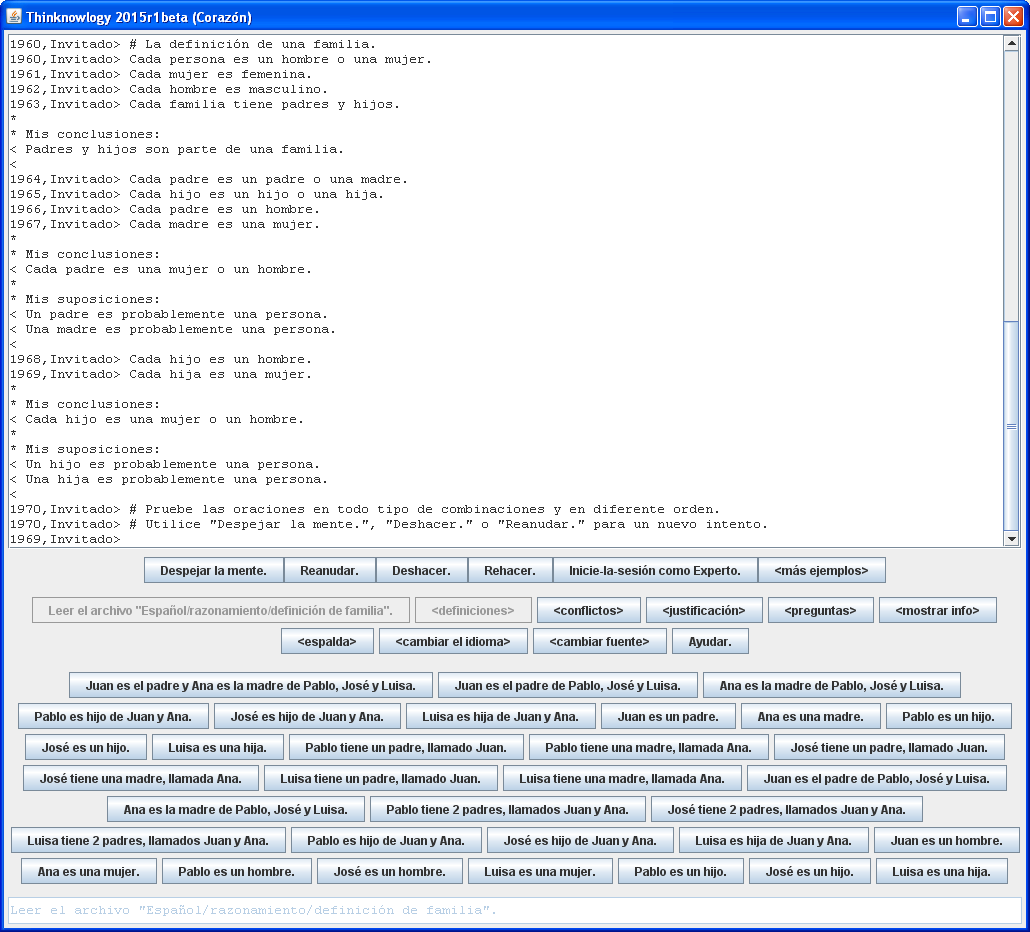 Thinknowlogy 2015r1beta (Corazón)
1960,Invitado> # La definición de una familia.
1960,Invitado> Cada persona es un hombre o una mujer.
1961,Invitado> Cada mujer es femenina.
1962,Invitado> Cada hombre es masculino.
1963,Invitado> Cada familia tiene padres y hijos.
*
* Mis conclusiones:
< Padres y hijos son parte de una familia.
<
1964,Invitado> Cada padre es un padre o una madre.
1965,Invitado> Cada hijo es un hijo o una hija.
1966,Invitado> Cada padre es un hombre.
1967,Invitado> Cada madre es una mujer.
*
* Mis conclusiones:
< Cada padre es una mujer o un hombre.
*
* Mis suposiciones:
< Un padre es probablemente una persona.
< Una madre es probablemente una persona.
<
1968,Invitado> Cada hijo es un hombre.
1969,Invitado> Cada hija es una mujer.
*
* Mis conclusiones:
< Cada hijo es una mujer o un hombre.
*
* Mis suposiciones:
< Un hijo es probablemente una persona.
< Una hija es probablemente una persona.
<
1970,Invitado> # Pruebe las oraciones en todo tipo de combinaciones y en diferente orden.
1970,Invitado> # Utilice "Despejar la mente.", "Deshacer." o "Reanudar." para un nuevo intento.
1969,Invitado>
Despejar la mente. Reanudar. Deshacer. Rehacer. Inicie-la-sesión como Experto. <más ejemplos>
Leer el archivo "Español/razonamiento/definición de familia". <definiciones> <conflictos> <justificación> <preguntas> <mostrar info>
<espalda> <cambiar el idioma> <cambiar fuente> Ayudar.
Juan es el padre y Ana es la madre de Pablo, José y Luisa. Juan es el padre de Pablo, José y Luisa. Ana es la madre de Pablo, José y Luisa.
Pablo es hijo de Juan y Ana. José es hijo de Juan y Ana. Luisa es hija de Juan y Ana. Juan es un padre. Ana es una madre. Pablo es un hijo.
José es un hijo. Luisa es una hija. Pablo tiene un padre, llamado Juan. Pablo tiene una madre, llamada Ana. José tiene un padre, llamado Juan.
José tiene una madre, llamada Ana. Luisa tiene un padre, llamado Juan. Luisa tiene una madre, llamada Ana. Juan es el padre de Pablo, José y Luisa.
Ana es la madre de Pablo, José y Luisa. Pablo tiene 2 padres, llamados Juan y Ana. José tiene 2 padres, llamados Juan y Ana.
Luisa tiene 2 padres, llamados Juan y Ana. Pablo es hijo de Juan y Ana. José es hijo de Juan y Ana. Luisa es hija de Juan y Ana. Juan es un hombre.
Ana es una mujer. Pablo es un hombre. José es un hombre. Luisa es una mujer. Pablo es un hijo. José es un hijo. Luisa es una hija.
Leer el archivo "Español/razonamiento/definición de familia".